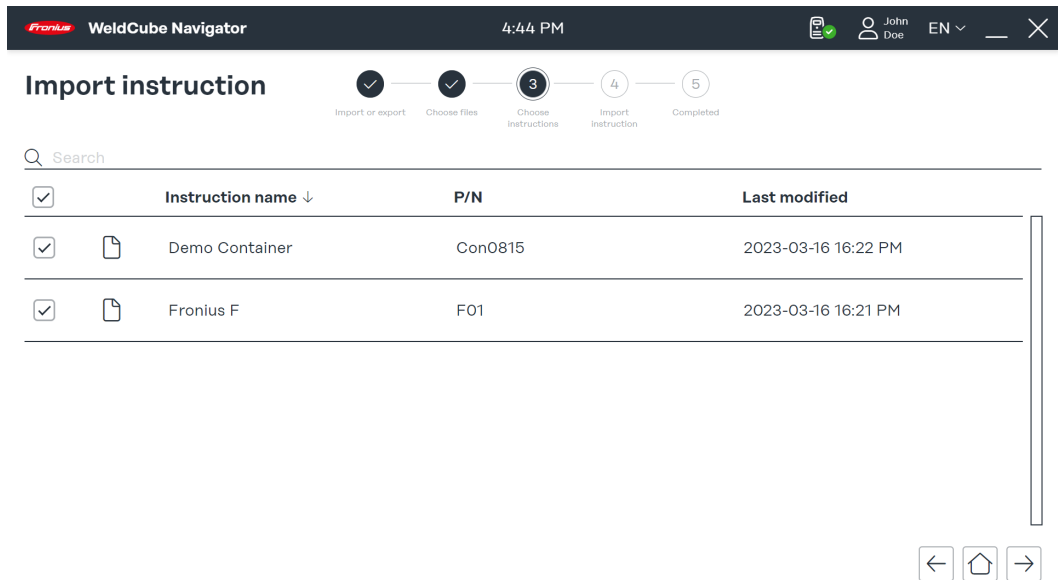 Fronius WeldCube Navigator 4:44 PM John Doe EN
Import instruction
3 4 5
Import or export Choose files Choose instructions Import instruction Completed
Search
Instruction name P/N Last modified
Demo Container Con0815 2023-03-16 16:22 PM
Fronius F F01 2023-03-16 16:21 PM